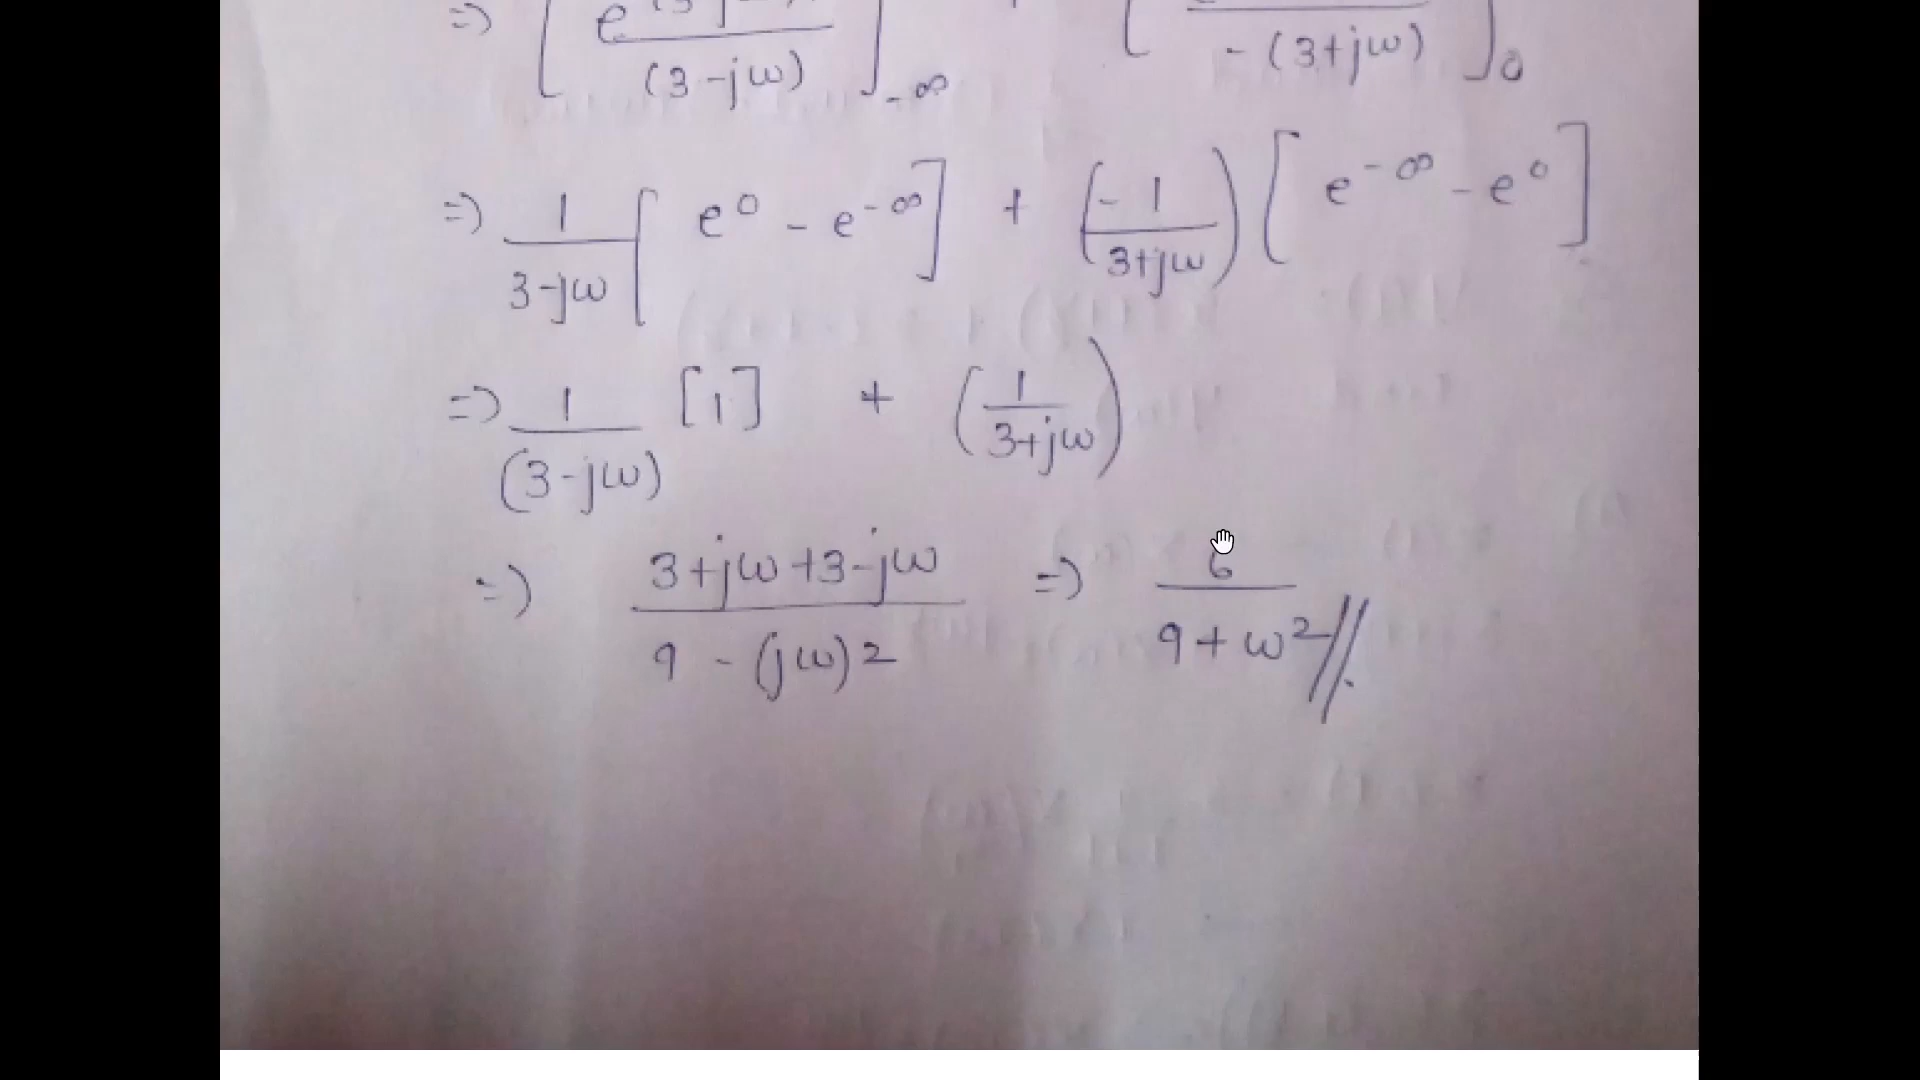 => [ e^(3-j / (3-jω) ]_-∞ [ / -(3+jω) ]_0
=> 1/(3-jω) [ e^0 - e^-∞ ] + (-1/(3+jω)) [ e^-∞ - e^0 ]
=> 1/(3-jω) [1] + (1/(3+jω))
=> (3+jω+3-jω)/(9-(jω)2) => 6/(9+ω^2)//.